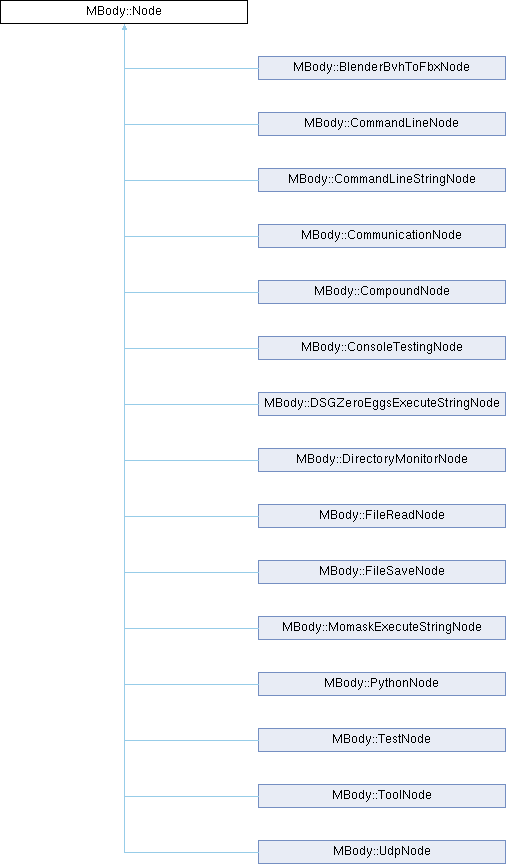 MBody::Node
MBody::BlenderBvhToFbxNode
MBody::CommandLineNode
MBody::CommandLineStringNode
MBody::CommunicationNode
MBody::CompoundNode
MBody::ConsoleTestingNode
MBody::DSGZeroEggsExecuteStringNode
MBody::DirectoryMonitorNode
MBody::FileReadNode
MBody::FileSaveNode
MBody::MomaskExecuteStringNode
MBody::PythonNode
MBody::TestNode
MBody::ToolNode
MBody::UdpNode